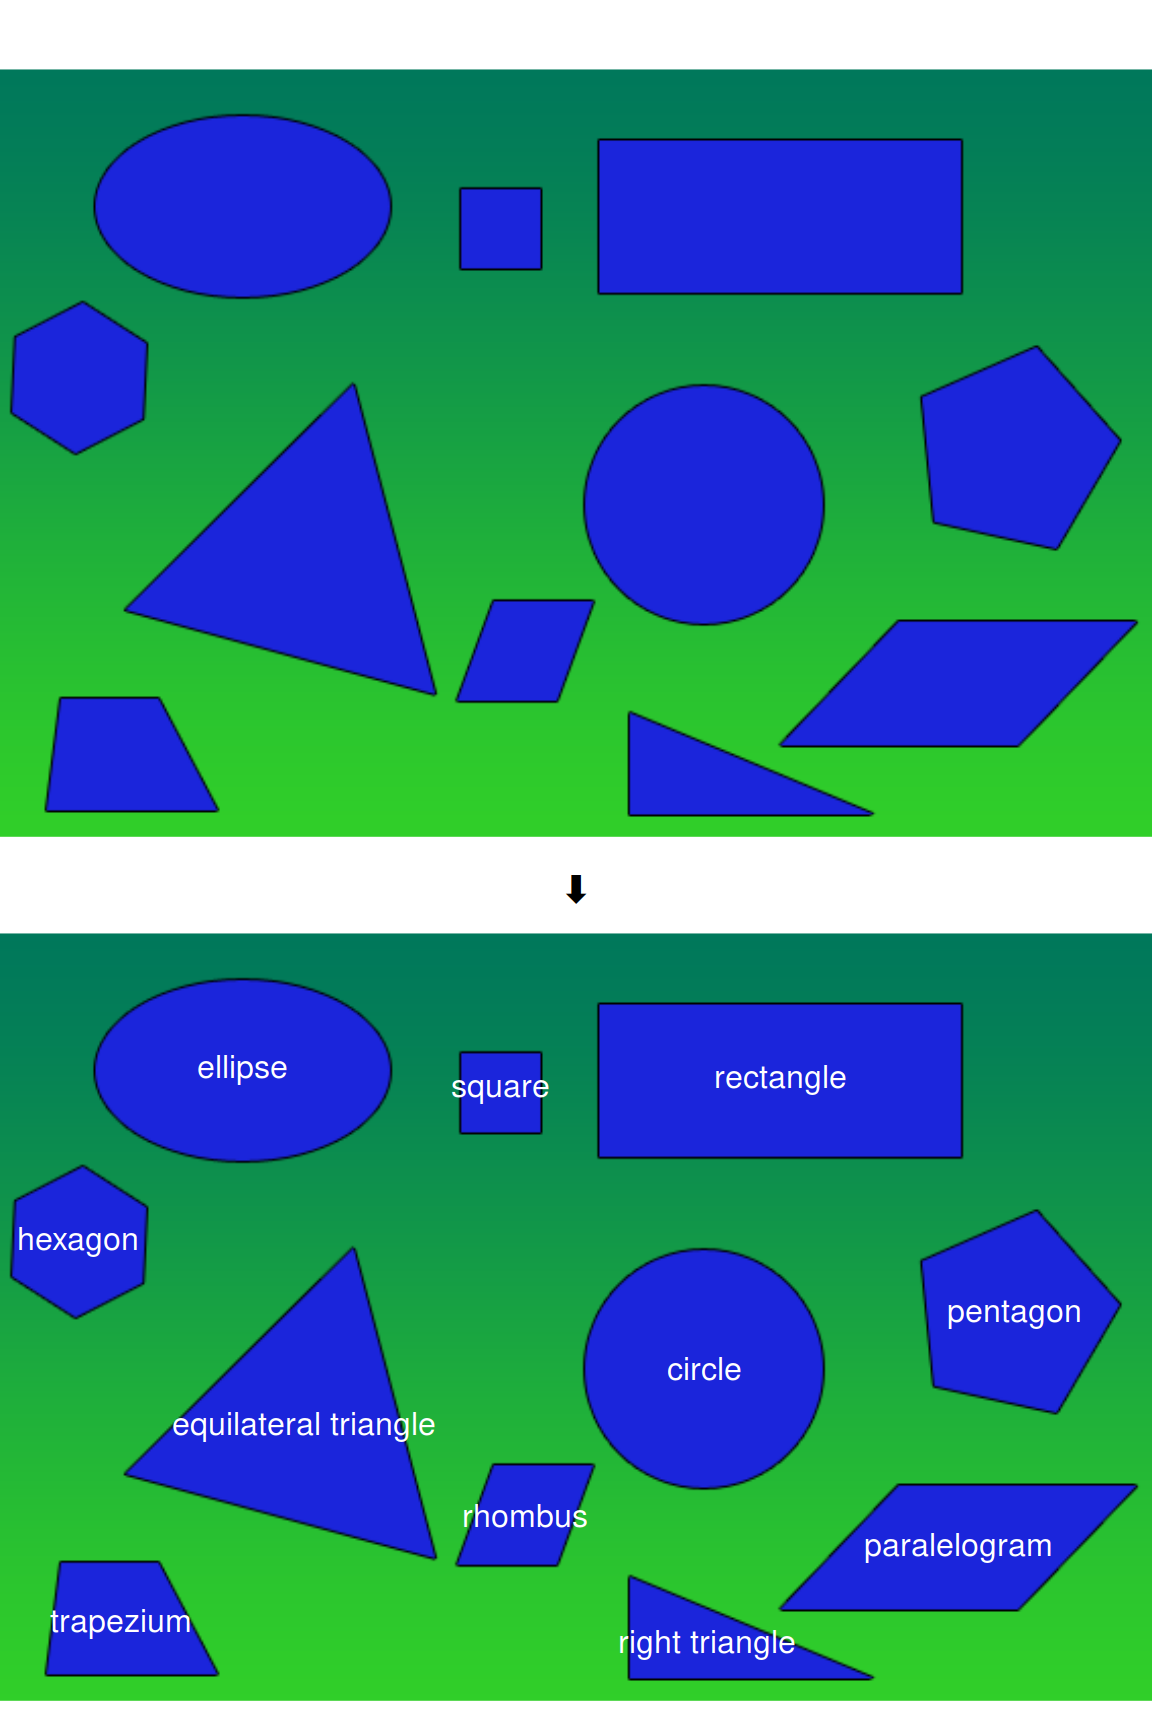 ellipse
square
rectangle
hexagon
pentagon
circle
equilateral triangle
rhombus
paralelogram
trapezium
right triangle